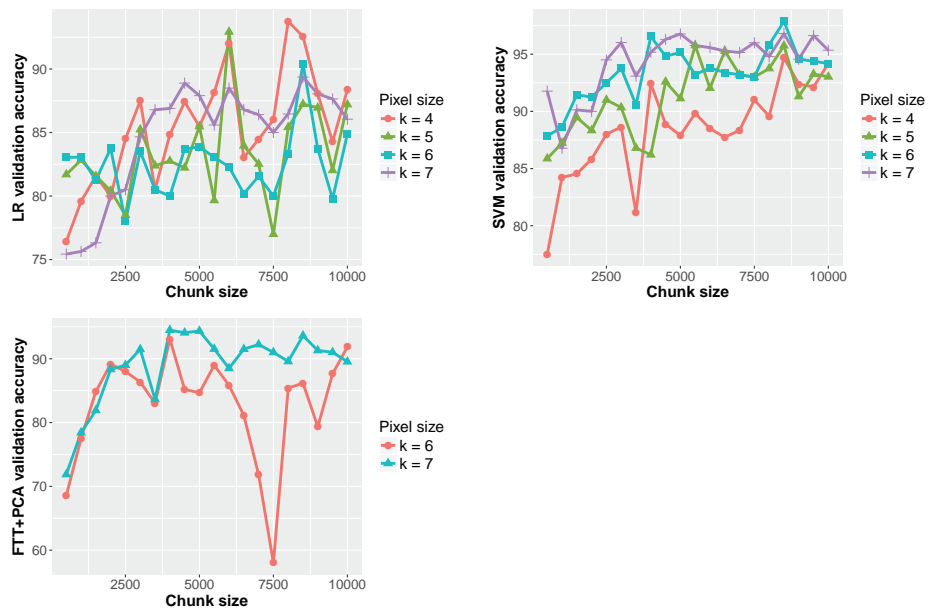 LR validation accuracy
90
85
80
75
2500 5000 7500 10000
Chunk size
Pixel size
k = 4
k = 5
k = 6
k = 7
SVM validation accuracy
95
90
85
80
2500 5000 7500 10000
Chunk size
Pixel size
k = 4
k = 5
k = 6
k = 7
FTT+PCA validation accuracy
90
80
70
60
2500 5000 7500 10000
Chunk size
Pixel size
k = 6
k = 7